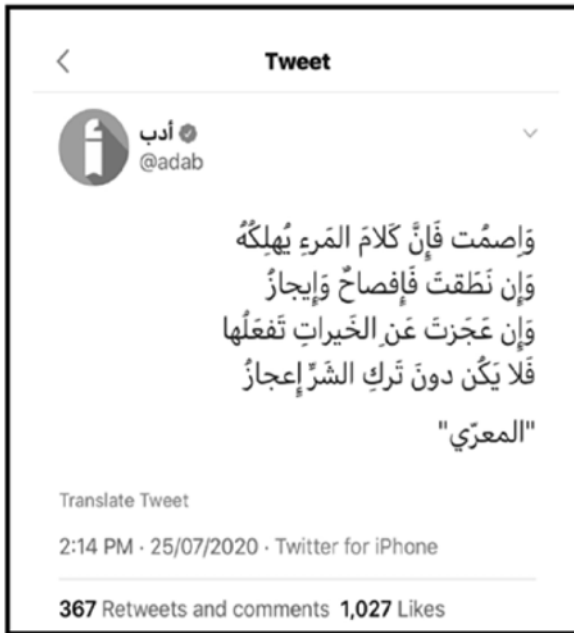 Tweet
أدب
@adab
وَاِصمُت فَإِنَّ كَلامَ المَرءِ يُهلِكُهُ
وَإِن نَطَقتَ فَإِفصاحٌ وَإيجازُ
وَإِن عَجَزتَ عَنِ الخَيراتِ تَفعَلُها
فَلا يَكُن دونَ تَركِ الشَرِّ إِعجازُ
"المعرّي"
Translate Tweet
2:14 PM · 25/07/2020 · Twitter for iPhone
367 Retweets and comments 1,027 Likes